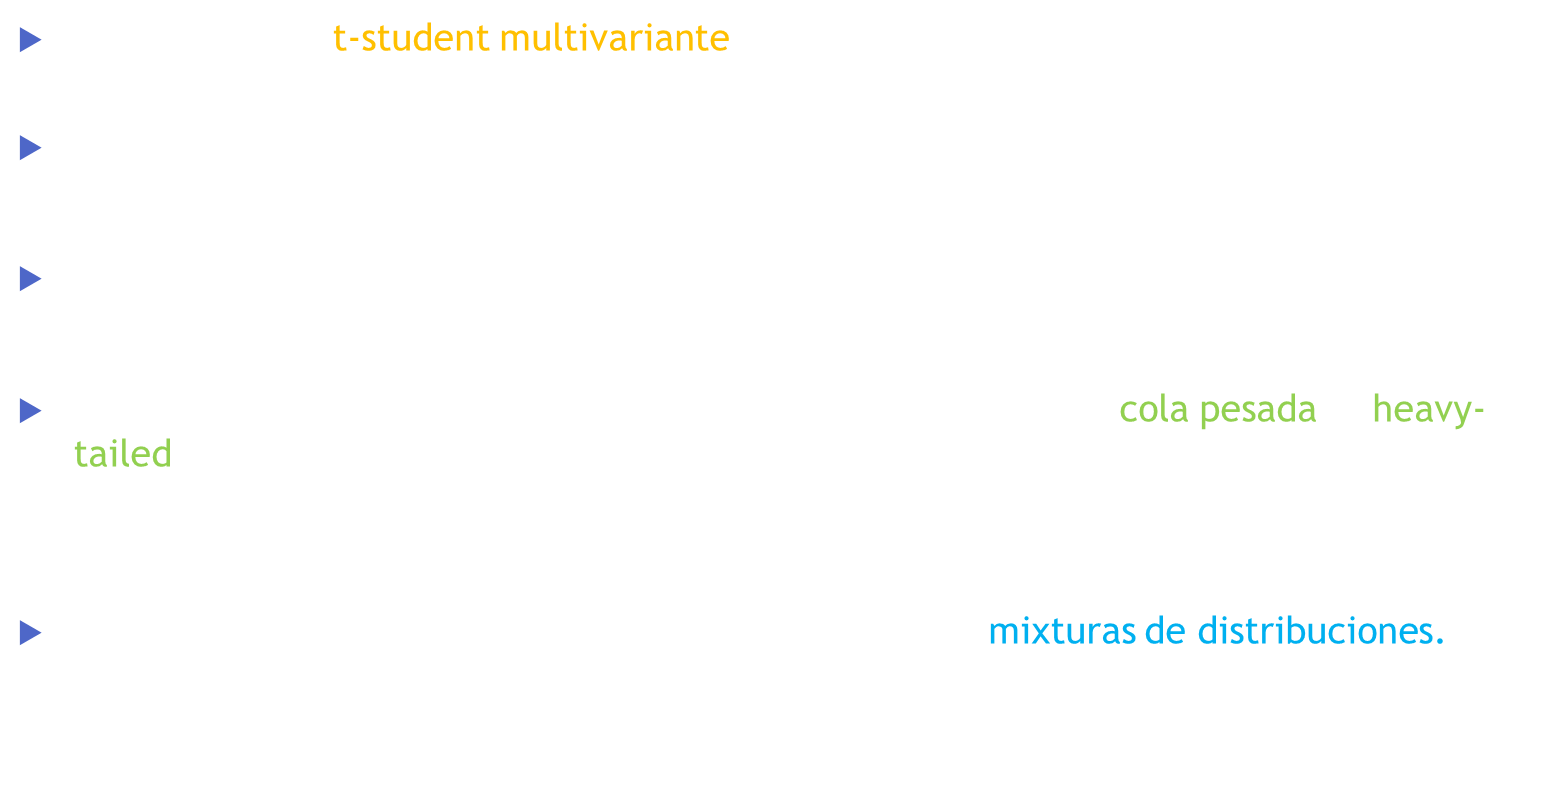 t-student multivariante
cola pesada heavy-
tailed
mixturas de distribuciones.